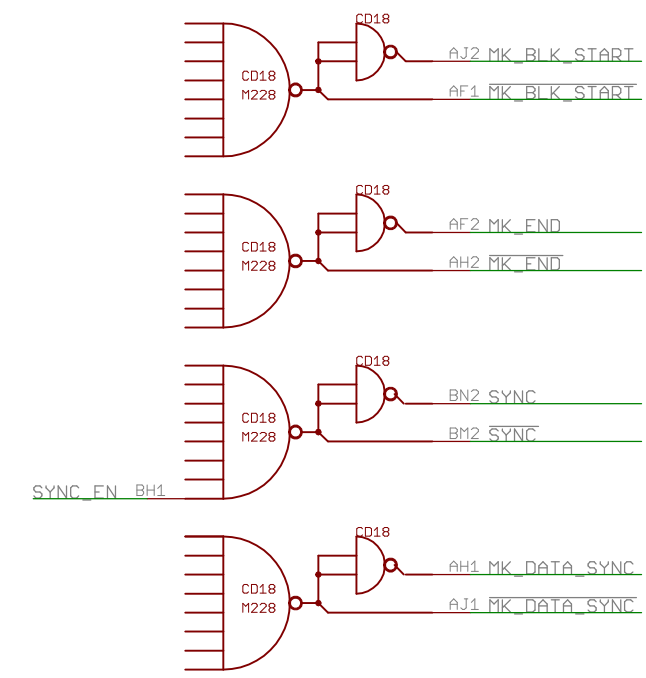 CD18
CD18
M228
AJ2 MK_BLK_START
AF1 MK_BLK_START
CD18
CD18
M228
AF2 MK_END
AH2 MK_END
CD18
CD18
M228
BN2 SYNC
BM2 SYNC
SYNC_EN BH1
CD18
CD18
M228
AH1 MK_DATA_SYNC
AJ1 MK_DATA_SYNC